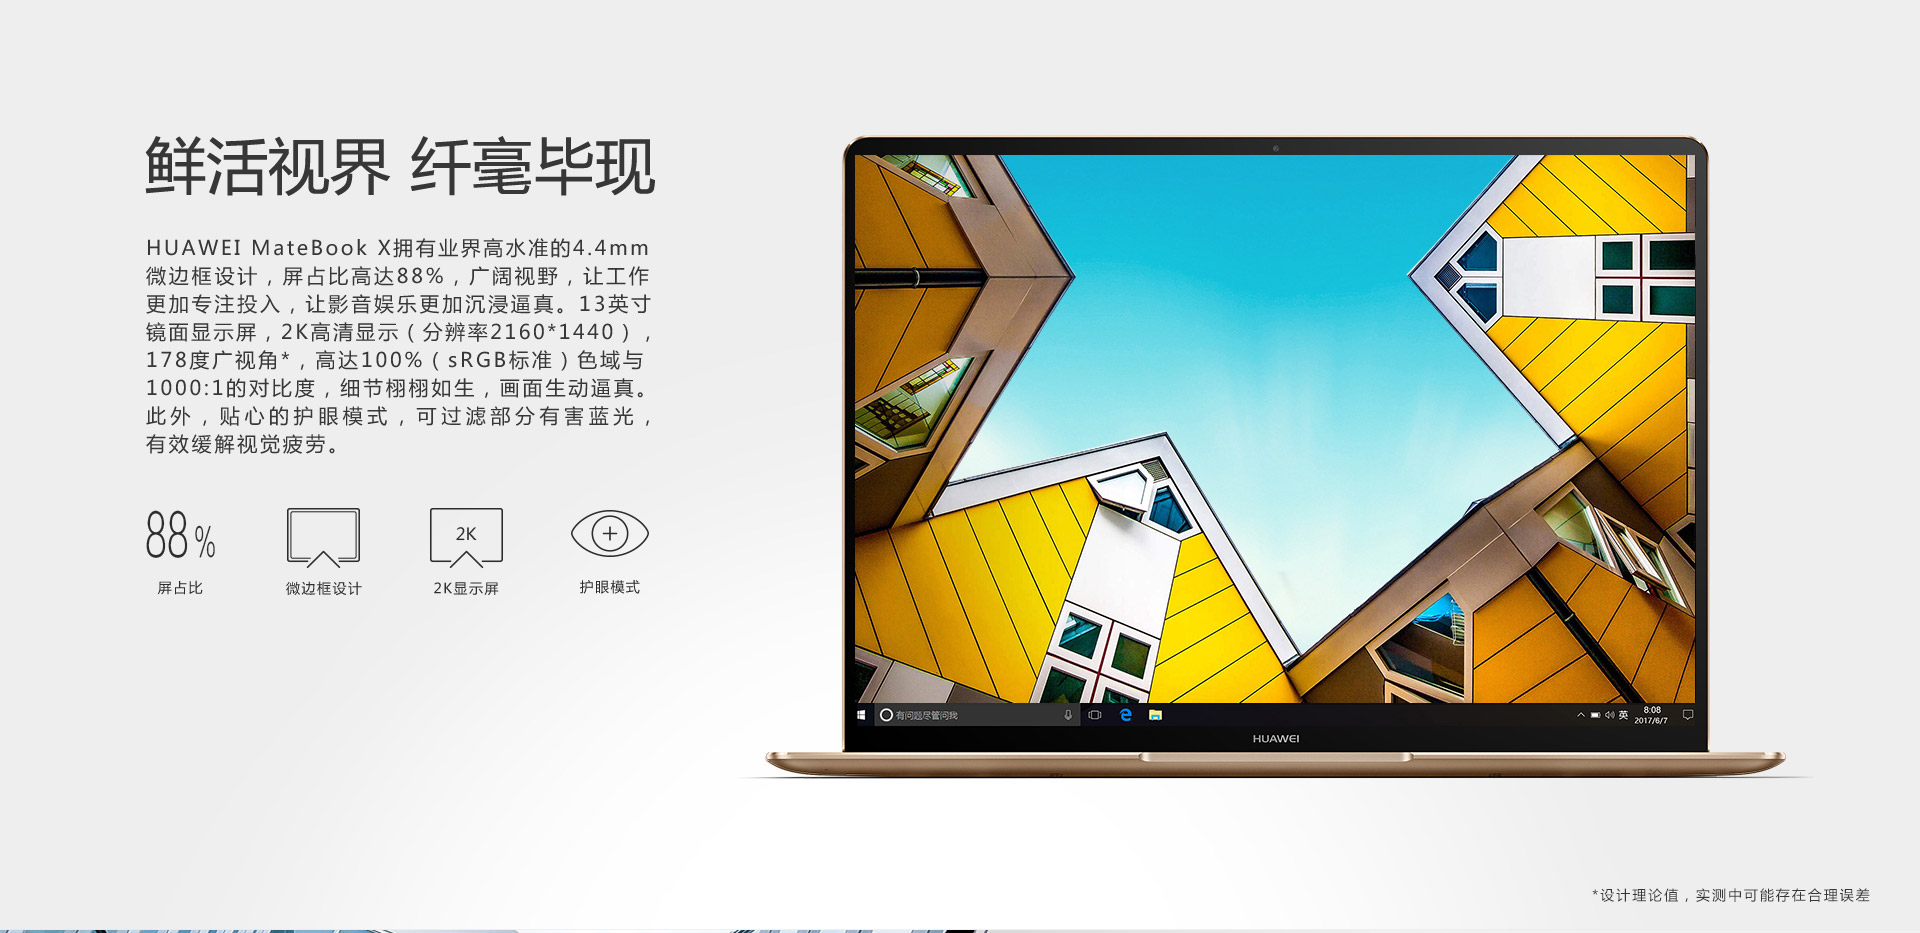 鲜活视界 纤毫毕现
HUAWEI MateBook X拥有业界高水准的4.4mm
微边框设计，屏占比高达88%，广阔视野，让工作
更加专注投入，让影音娱乐更加沉浸逼真。13英寸
镜面显示屏，2K高清显示（分辨率2160*1440），
178度广视角*，高达100%（sRGB标准）色域与
1000:1的对比度，细节栩栩如生，画面生动逼真。
此外，贴心的护眼模式，可过滤部分有害蓝光，
有效缓解视觉疲劳。
88%
屏占比
微边框设计
2K
2K显示屏
护眼模式
有问题尽管问我
英
8:08
2017/6/7
HUAWEI
*设计理论值，实测中可能存在合理误差